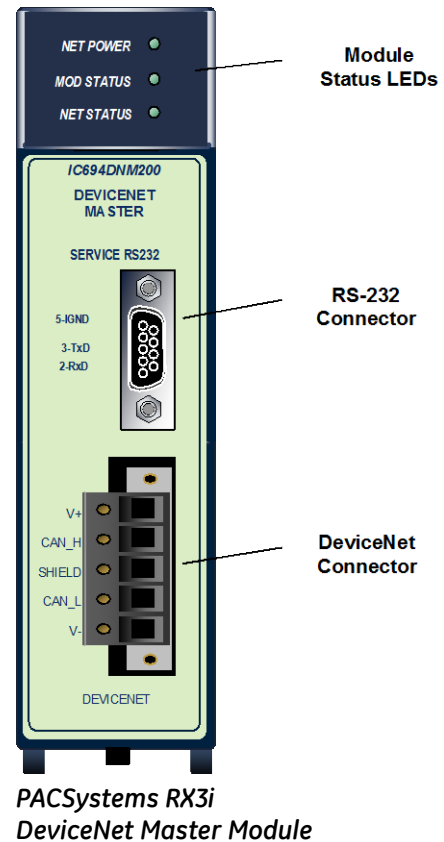 NET POWER
MOD STATUS
NET STATUS
Module
Status LEDs
IC694DNM200
DEVICENET
MASTER
SERVICE RS232
5-IGND
3-TxD
2-RxD
RS-232
Connector
V+
CAN_H
SHIELD
CAN_L
V-
DeviceNet
Connector
DEVICENET
PACSystems RX3i
DeviceNet Master Module